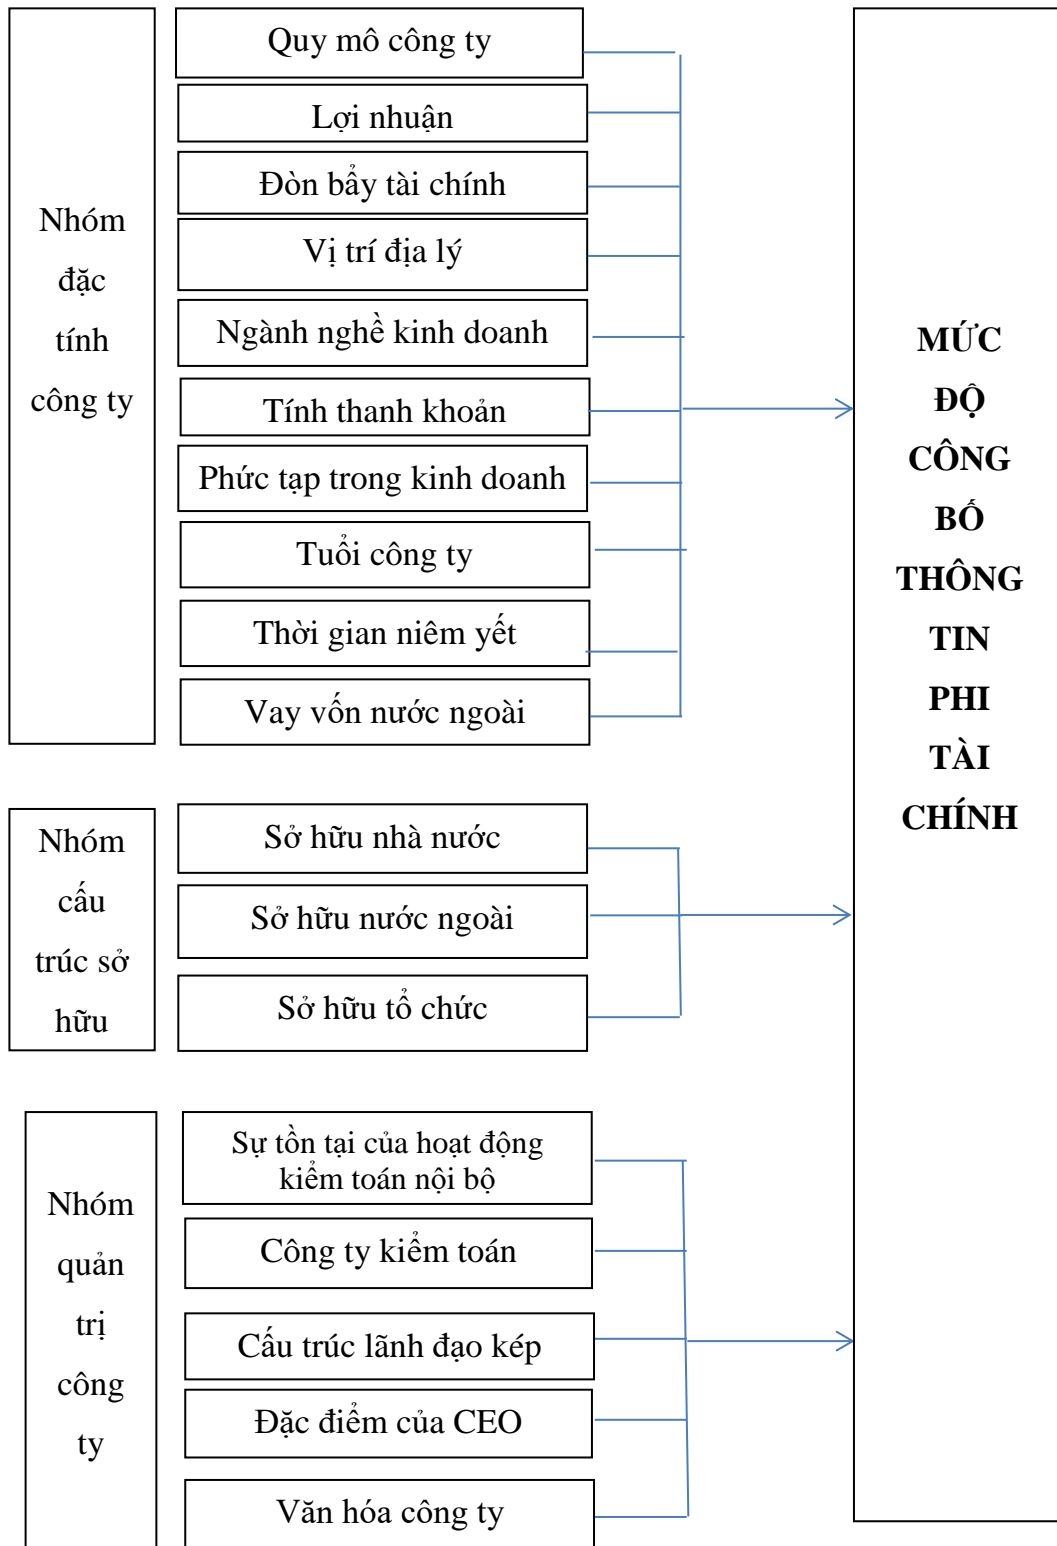 Nhóm
đặc
tính
công ty
Quy mô công ty
Lợi nhuận
Đòn bẩy tài chính
Vị trí địa lý
Ngành nghề kinh doanh
Tính thanh khoản
Phức tạp trong kinh doanh
Tuổi công ty
Thời gian niêm yết
Vay vốn nước ngoài
Nhóm
cấu
trúc sở
hữu
Sở hữu nhà nước
Sở hữu nước ngoài
Sở hữu tổ chức
Nhóm
quản
trị
công
ty
Sự tồn tại của hoạt động
kiểm toán nội bộ
Công ty kiểm toán
Cấu trúc lãnh đạo kép
Đặc điểm của CEO
Văn hóa công ty
MỨC
ĐỘ
CÔNG
BỐ
THÔNG
TIN
PHI
TÀI
CHÍNH